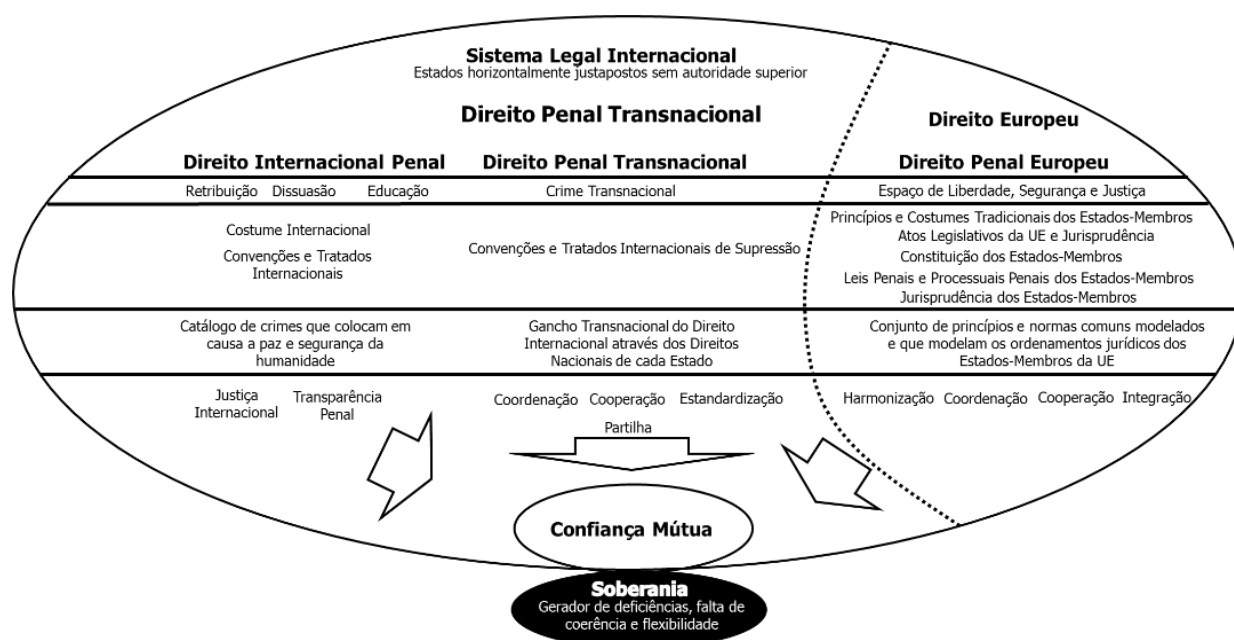 Sistema Legal Internacional
Estados horizontalmente justapostos sem autoridade superior
Direito Penal Transnacional
Direito Europeu
Direito Internacional Penal
Direito Penal Transnacional
Direito Penal Europeu
Retribuição Dissuasão Educação
Crime Transnacional
Espaço de Liberdade, Segurança e Justiça
Costume Internacional
Convenções e Tratados
Internacionais
Convenções e Tratados Internacionais de Supressão
Princípios e Costumes Tradicionais dos Estados-Membros
Atos Legislativos da UE e Jurisprudência
Constituição dos Estados-Membros
Leis Penais e Processuais Penais dos Estados-Membros
Jurisprudência dos Estados-Membros
Catálogo de crimes que colocam em
causa a paz e segurança da
humanidade
Gancho Transnacional do Direito
Internacional através dos Direitos
Nacionais de cada Estado
Conjunto de princípios e normas comuns modelados
e que modelam os ordenamentos jurídicos dos
Estados-Membros da UE
Justiça
Internacional
Transparência
Penal
Coordenação Cooperação Estandardização
Partilha
Harmonização Coordenação Cooperação Integração
Confiança Mútua
Soberania
Gerador de deficiências, falta de
coerência e flexibilidade